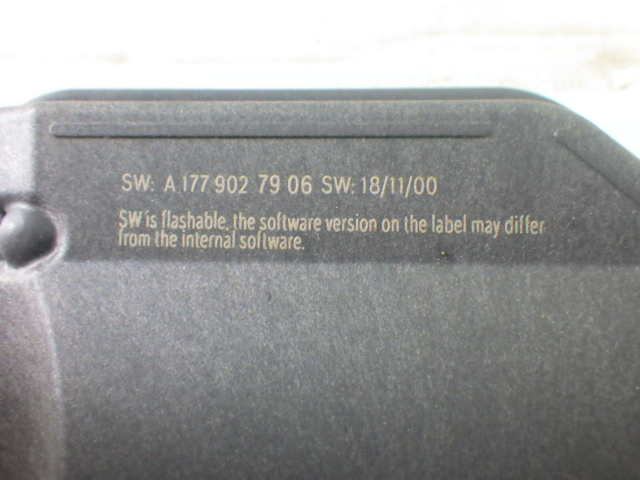 SW: A 177 902 79 06 SW: 18/11/00
SW is flashable, the software version on the label may differ
from the internal software.